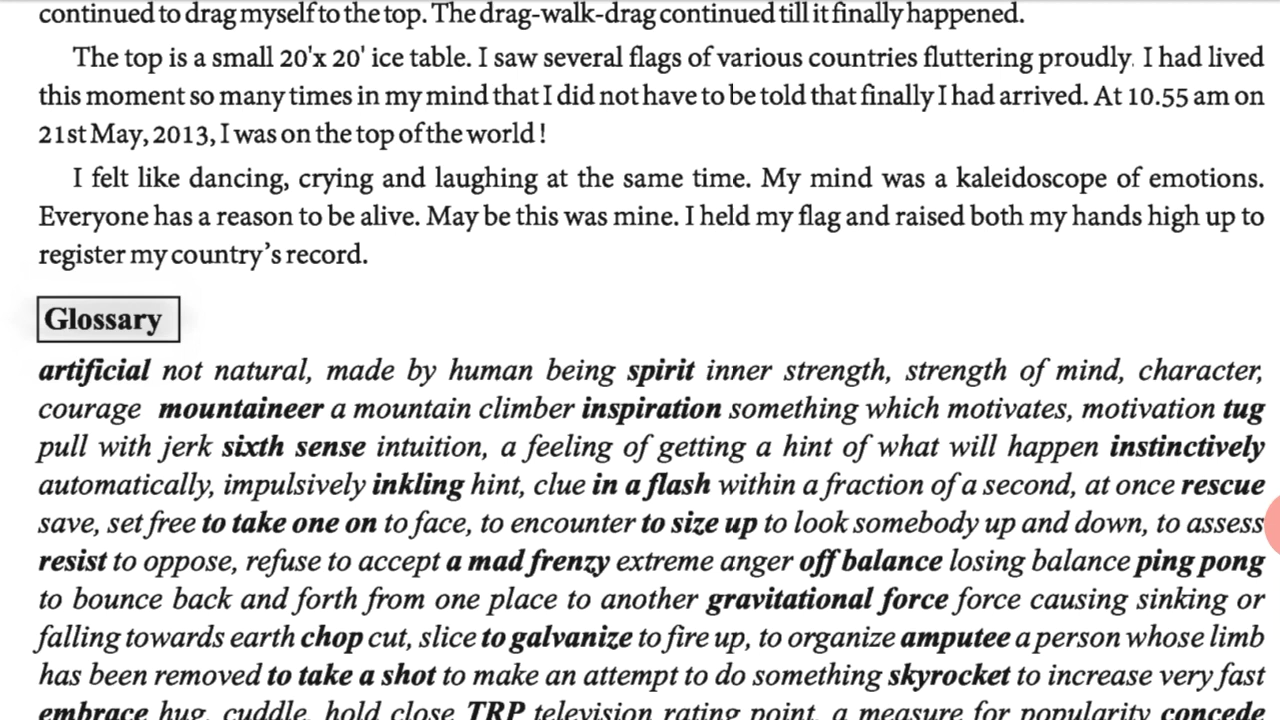 continued to drag myself to the top. The drag-walk-drag continued till it finally happened.
The top is a small 20'x 20' ice table. I saw several flags of various countries fluttering proudly. I had lived
this moment so many times in my mind that I did not have to be told that finally I had arrived. At 10.55 am on
21st May, 2013, I was on the top of the world !
I felt like dancing, crying and laughing at the same time. My mind was a kaleidoscope of emotions.
Everyone has a reason to be alive. May be this was mine. I held my flag and raised both my hands high up to
register my country's record.
Glossary
artificial not natural, made by human being spirit inner strength, strength of mind, character,
courage mountaineer a mountain climber inspiration something which motivates, motivation tug
pull with jerk sixth sense intuition, a feeling of getting a hint of what will happen instinctively
automatically, impulsively inkling hint, clue in a flash within a fraction of a second, at once rescue
save, set free to take one on to face, to encounter to size up to look somebody up and down, to assess
resist to oppose, refuse to accept a mad frenzy extreme anger off balance losing balance ping pong
to bounce back and forth from one place to another gravitational force force causing sinking or
falling towards earth chop cut, slice to galvanize to fire up, to organize amputee a person whose limb
has been removed to take a shot to make an attempt to do something skyrocket to increase very fast
embrace hug, cuddle, hold close TRP television rating point, a measure for popularity concede